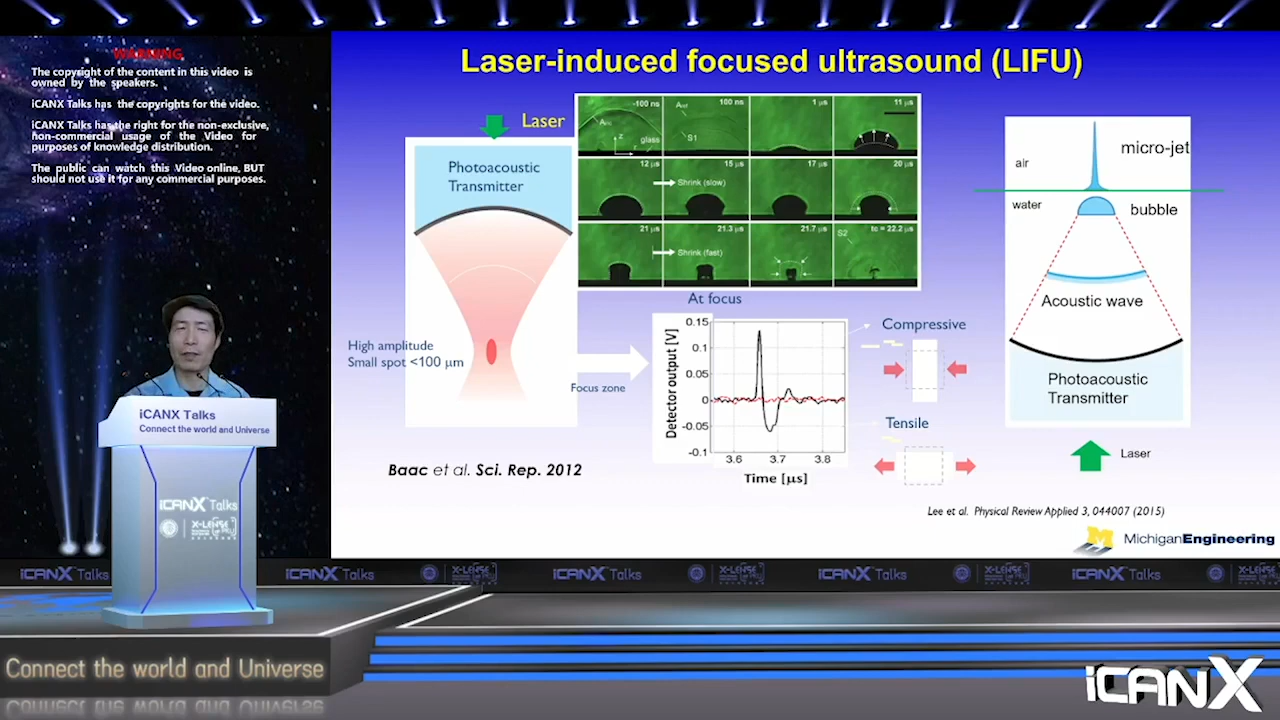 WARNING
The copyright of the content in this video is
owned by the speakers.
iCANX Talks has the copyrights for the video.
iCANX Talks has the right for the non-exclusive,
non-commercial usage of the Video for
purposes of knowledge distribution.
The public can watch this Video online, BUT
should not use it for any commercial purposes.
Laser-induced focused ultrasound (LIFU)
Laser
Photoacoustic
Transmitter
High amplitude
Small spot <100 μm
Focus zone
Baac et al. Sci. Rep. 2012
-100 ns
100 ns
1 μs
11 μs
glass
z
r
S1
12 μs
15 μs
17 μs
20 μs
Shrink (slow)
21 μs
21.3 μs
21.7 μs
S2
tc = 22.2 μs
Shrink (fast)
At focus
Detector output [V]
0.15
0.1
0.05
0
-0.05
-0.1
3.6
3.7
3.8
Time [μs]
Compressive
Tensile
micro-jet
air
water
bubble
Acoustic wave
Photoacoustic
Transmitter
Laser
Lee et al. Physical Review Applied 3, 044007 (2015)
M
MichiganEngineering
iCANX Talks
Connect the world and Universe
iCANX Talks
X-LENSE
iCANX Talks
X-LENSE
iCANX Talks
X-LENSE
iCANX Talks
X-LENSE
iCANX Talks
X-LENSE
Connect the world and Universe
iCANX